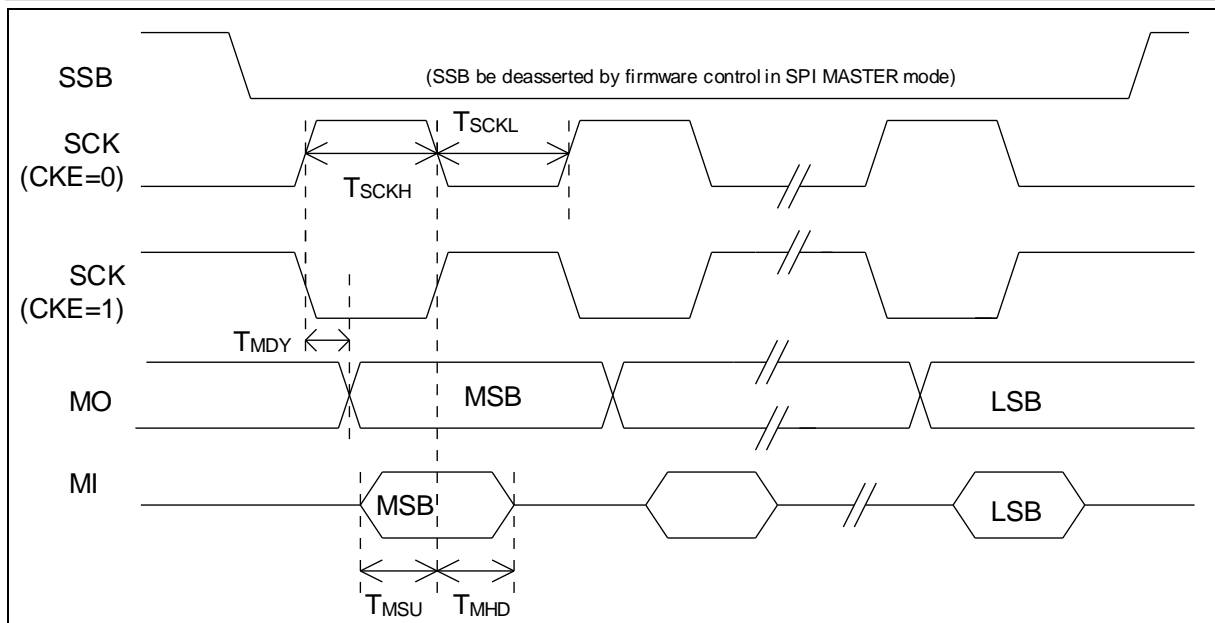 SSB
(SSB be deasserted by firmware control in SPI MASTER mode)
SCK
(CKE=0)
TSCKL
TSCKH
SCK
(CKE=1)
TMDY
MO
MSB
LSB
MI
MSB
LSB
TMSU
TMHD